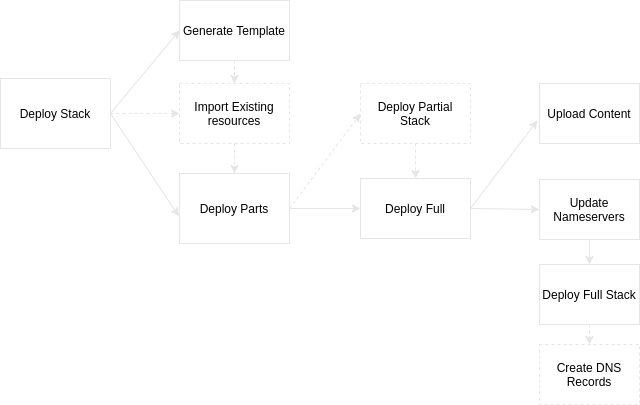 Generate Template
Deploy Stack
Import Existing
resources
Deploy Parts
Deploy Partial
Stack
Deploy Full
Upload Content
Update
Nameservers
Deploy Full Stack
Create DNS
Records